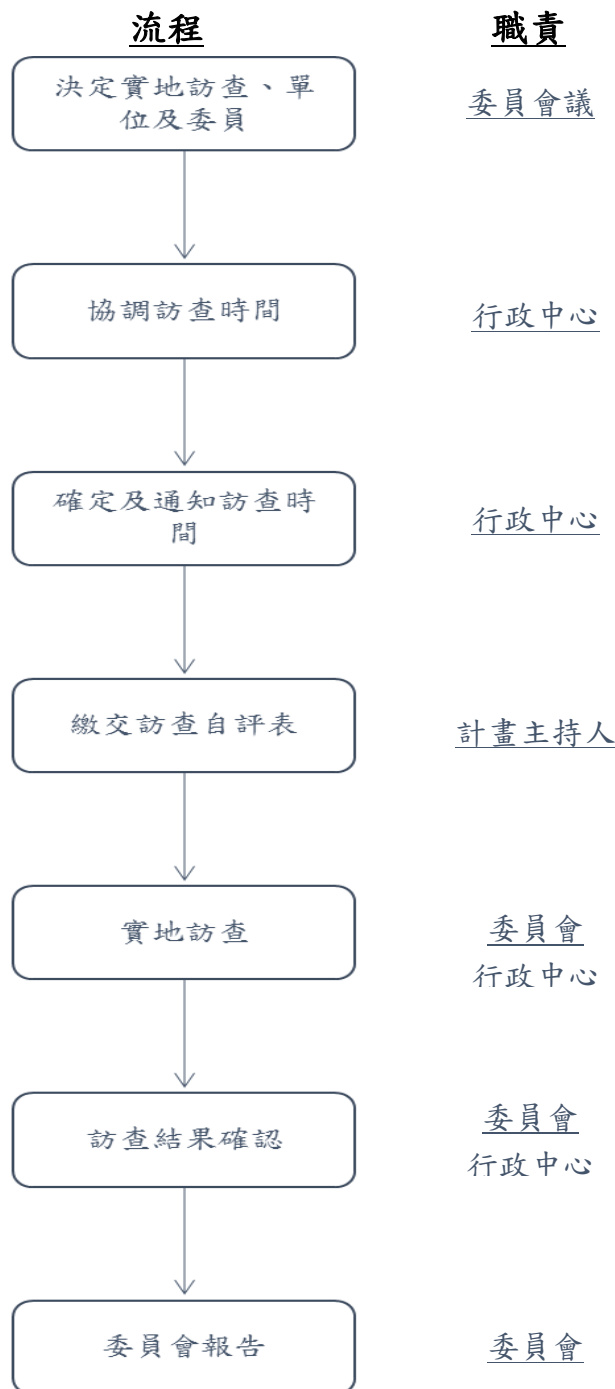 流程 職責
決定實地訪查、單
位及委員
委員會議
協調訪查時間
行政中心
確定及通知訪查時
間
行政中心
繳交訪查自評表
計畫主持人
實地訪查
委員會
行政中心
訪查結果確認
委員會
行政中心
委員會報告
委員會